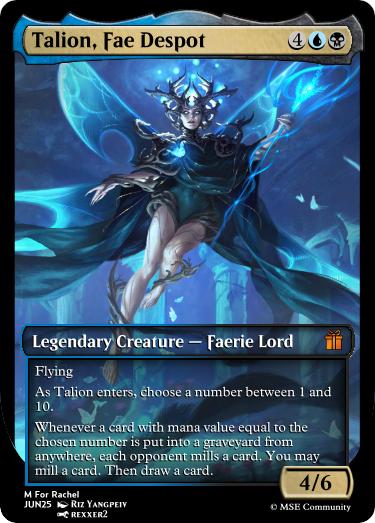 Talion, Fae Despot 4
Legendary Creature — Faerie Lord
Flying
As Talion enters, choose a number between 1 and
10.
Whenever a card with mana value equal to the
chosen number is put into a graveyard from
anywhere, each opponent mills a card. You may
mill a card. Then draw a card.
4/6
M For Rachel
JUN25 Riz Yangpeiy © MSE Community
rexxer2